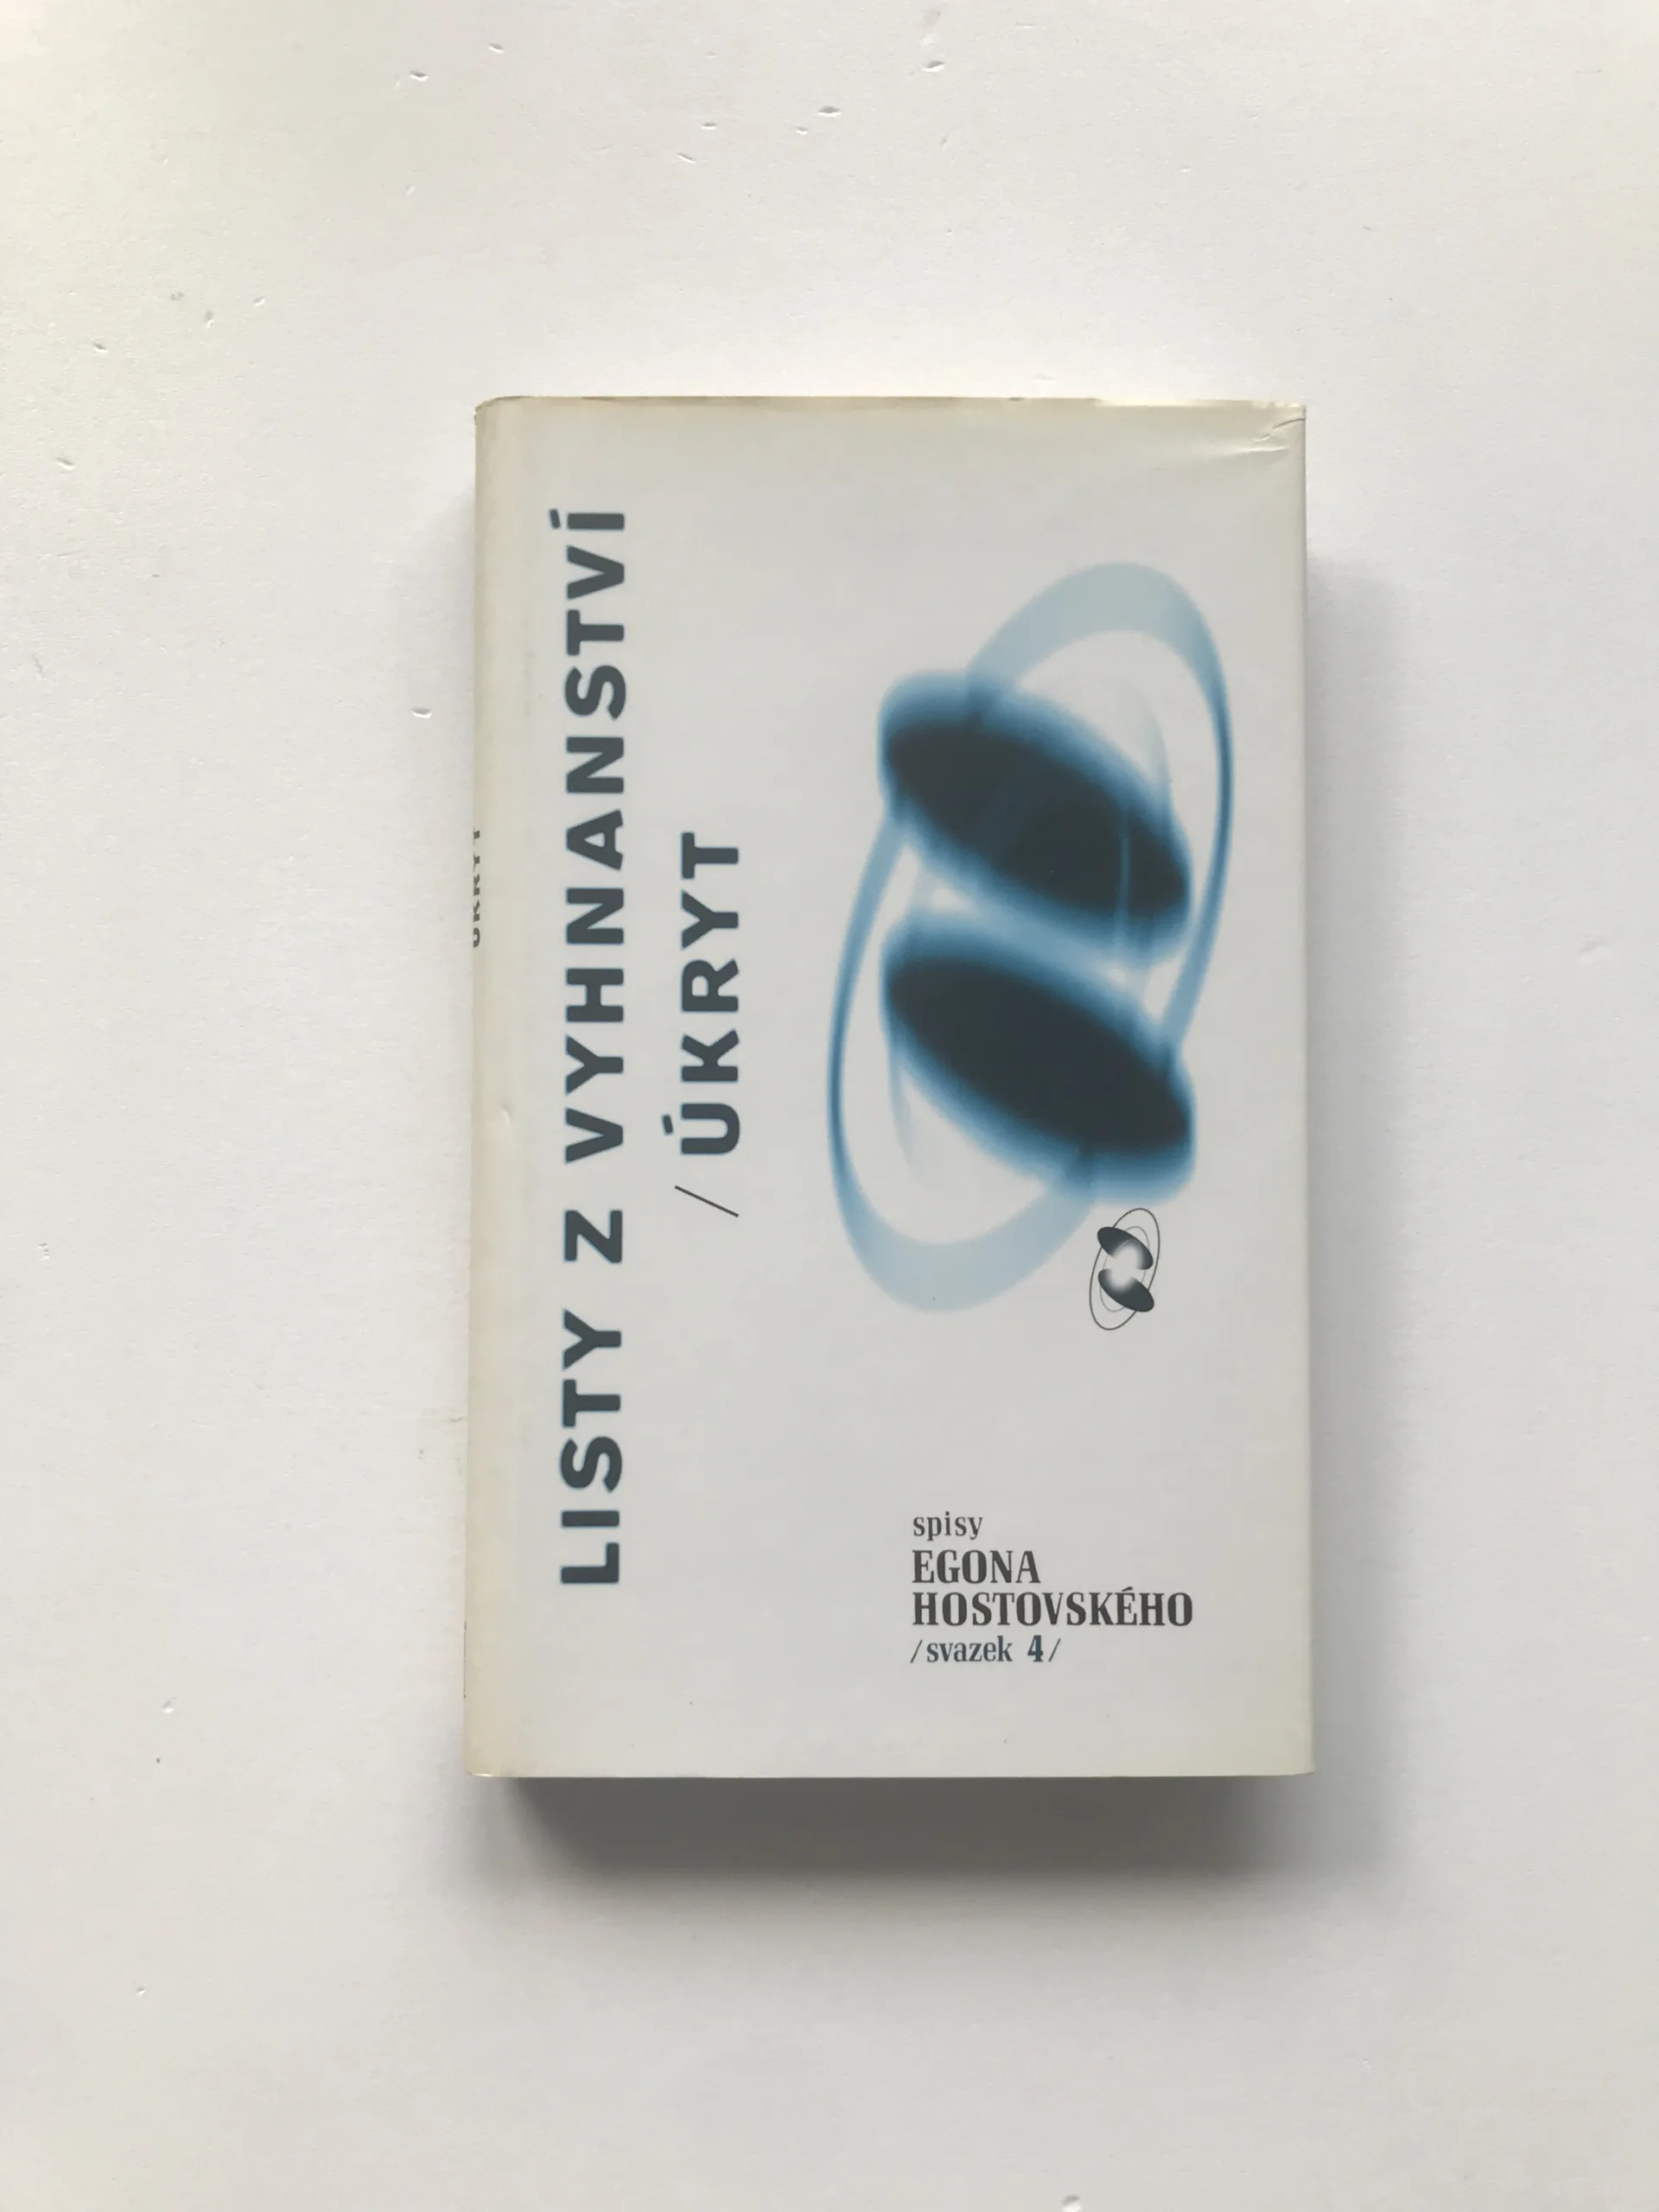 LISTY Z VYHNANSTVÍ
/ ÚKRYT
spisy
EGONA
HOSTOVSKÉHO
/svazek 4/
ÚKRYT